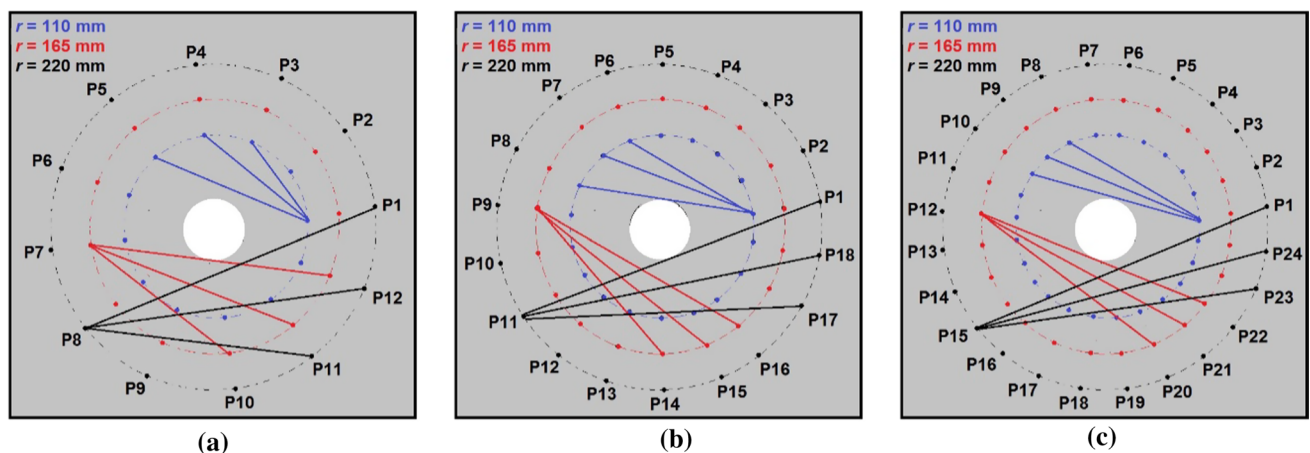 r = 110 mm
r = 165 mm
r = 220 mm
P1
P2
P3
P4
P5
P6
P7
P8
P9
P10
P11
P12
(a)
r = 110 mm
r = 165 mm
r = 220 mm
P1
P2
P3
P4
P5
P6
P7
P8
P9
P10
P11
P12
P13
P14
P15
P16
P17
P18
(b)
r = 110 mm
r = 165 mm
r = 220 mm
P1
P2
P3
P4
P5
P6
P7
P8
P9
P10
P11
P12
P13
P14
P15
P16
P17
P18
P19
P20
P21
P22
P23
P24
(c)